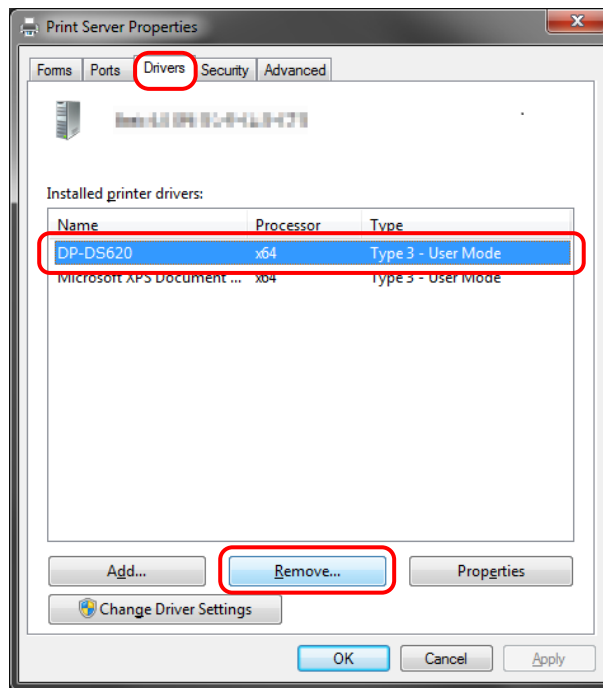 Print Server Properties
Forms Ports Drivers Security Advanced
Installed printer drivers:
Name Processor Type
DP-DS620 x64 Type 3 - User Mode
Microsoft XPS Document ... x64 Type 3 - User Mode
Add... Remove... Properties
Change Driver Settings
OK Cancel Apply